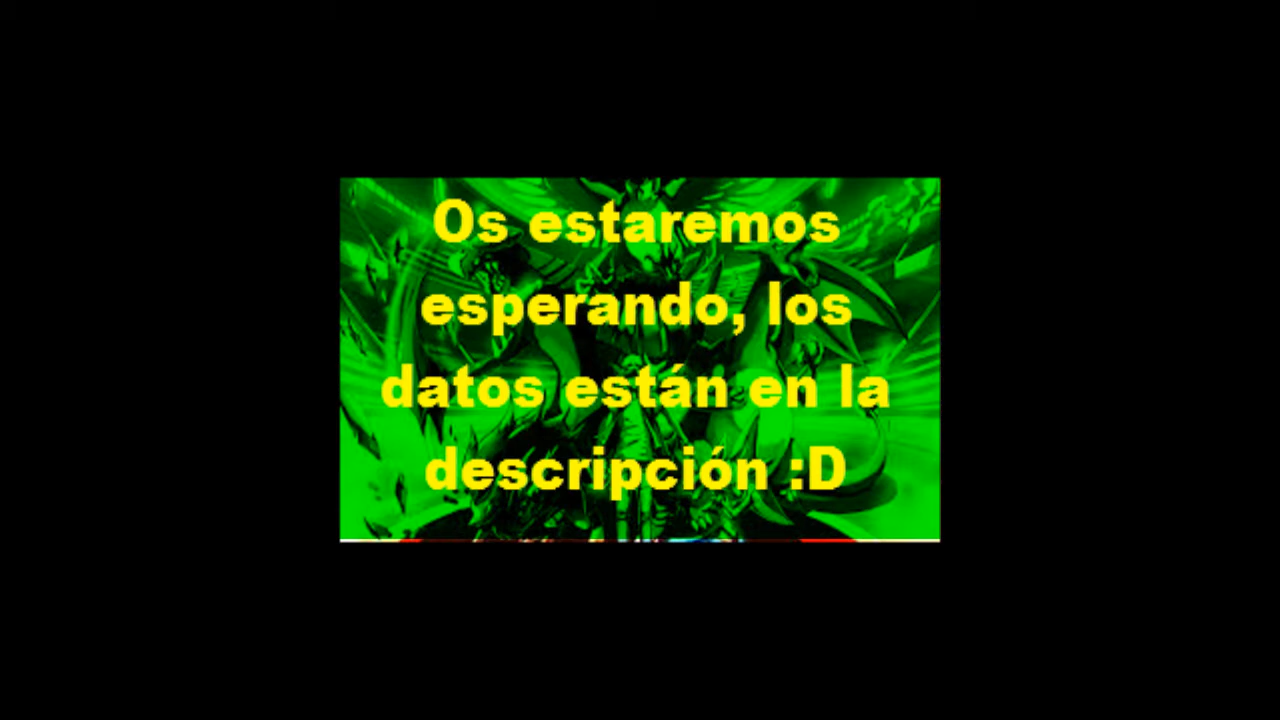 Os estaremos
esperando, los
datos están en la
descripción :D